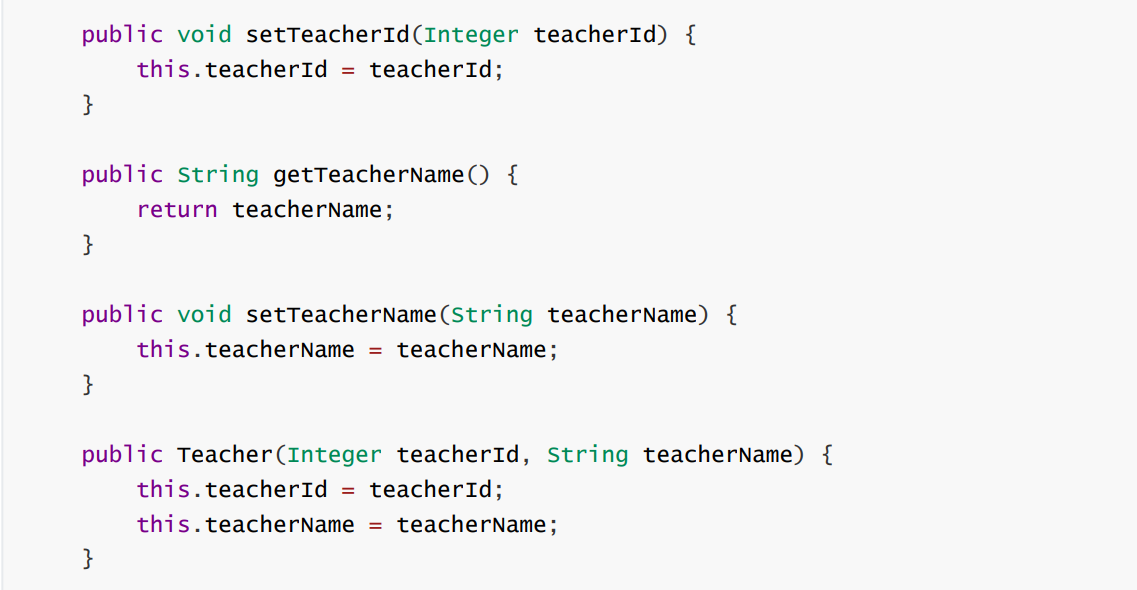 public void setTeacherId(Integer teacherId) {
    this.teacherId = teacherId;
}
public String getTeacherName() {
    return teacherName;
}
public void setTeacherName(String teacherName) {
    this.teacherName = teacherName;
}
public Teacher(Integer teacherId, String teacherName) {
    this.teacherId = teacherId;
    this.teacherName = teacherName;
}